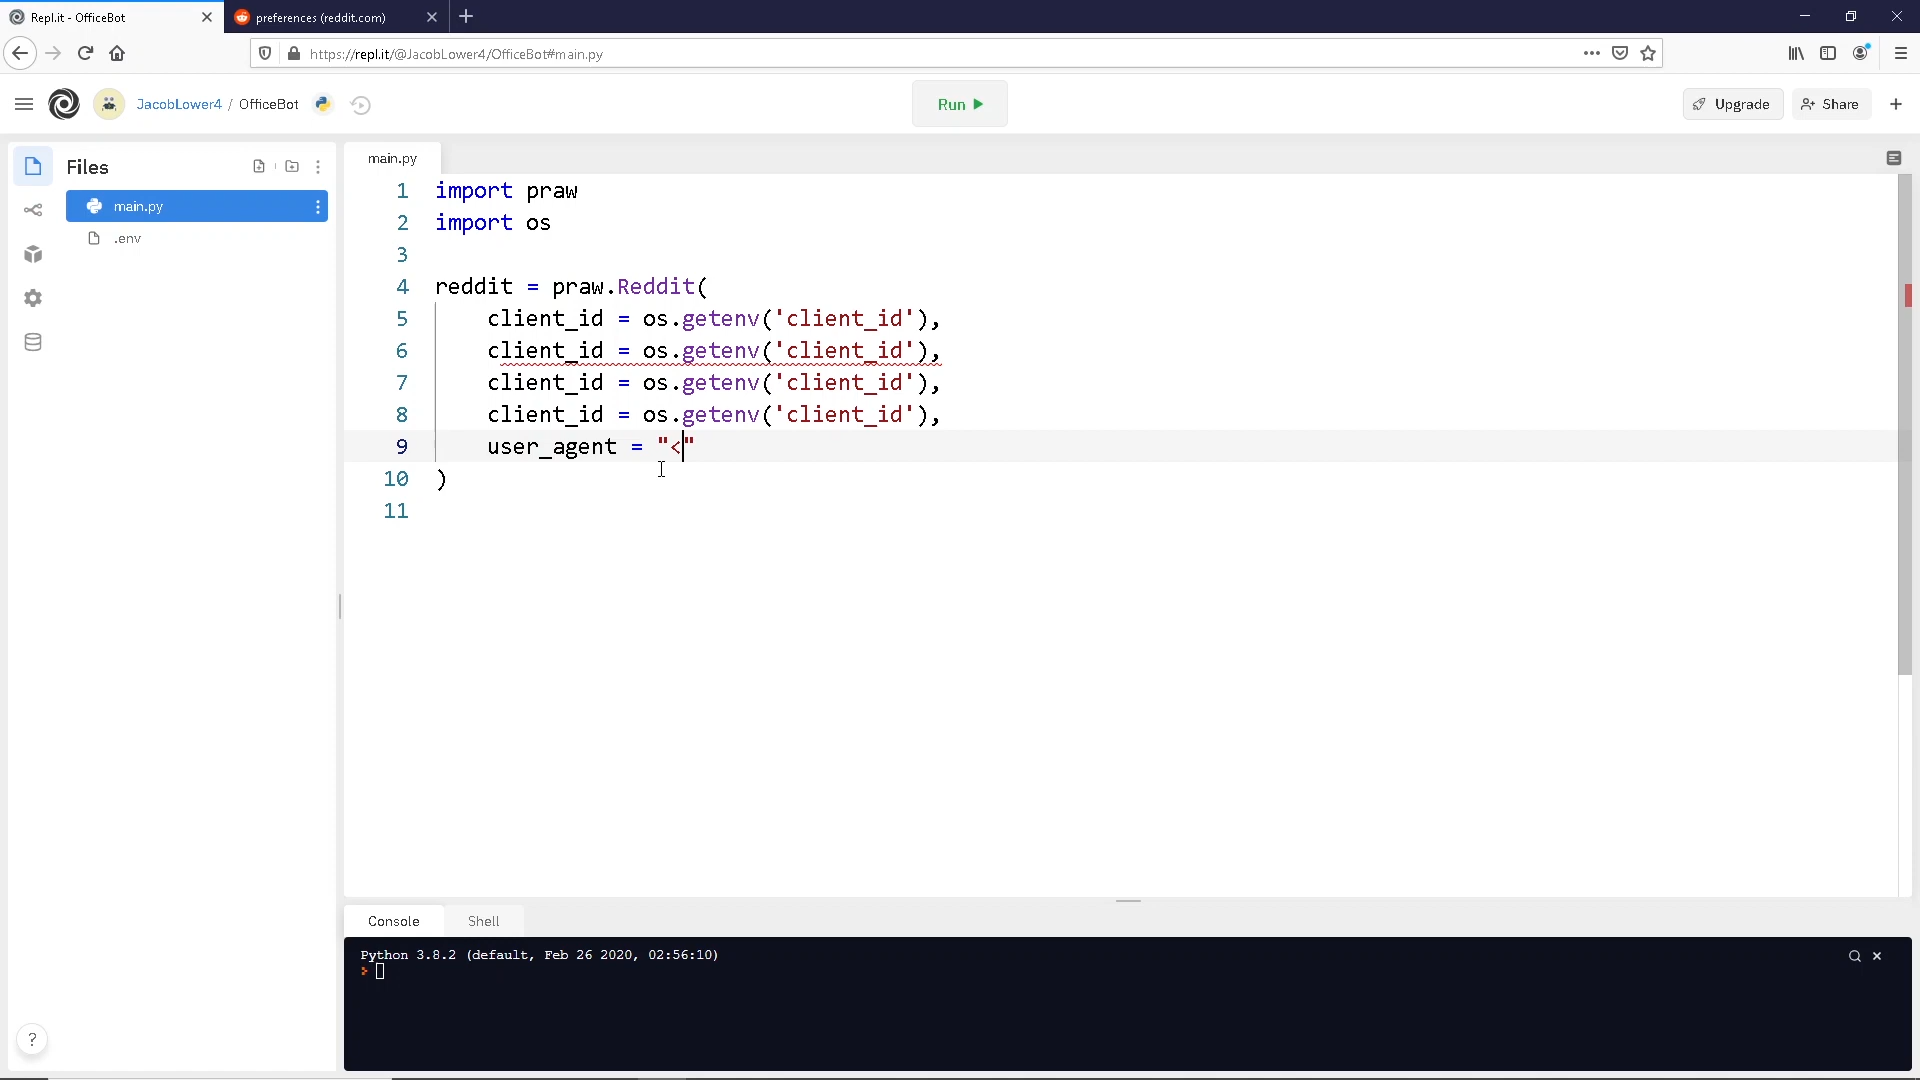 Repl.it - OfficeBot
preferences (reddit.com)
https://repl.it/@JacobLower4/OfficeBot#main.py
JacobLower4 / OfficeBot
Run
Upgrade
Share
Files
main.py
.env
main.py
1 import praw
2 import os
3
4 reddit = praw.Reddit(
5 client_id = os.getenv('client_id'),
6 client_id = os.getenv('client_id'),
7 client_id = os.getenv('client_id'),
8 client_id = os.getenv('client_id'),
9 user_agent = "<"
10 )
11
Console
Shell
Python 3.8.2 (default, Feb 26 2020, 02:56:10)
?